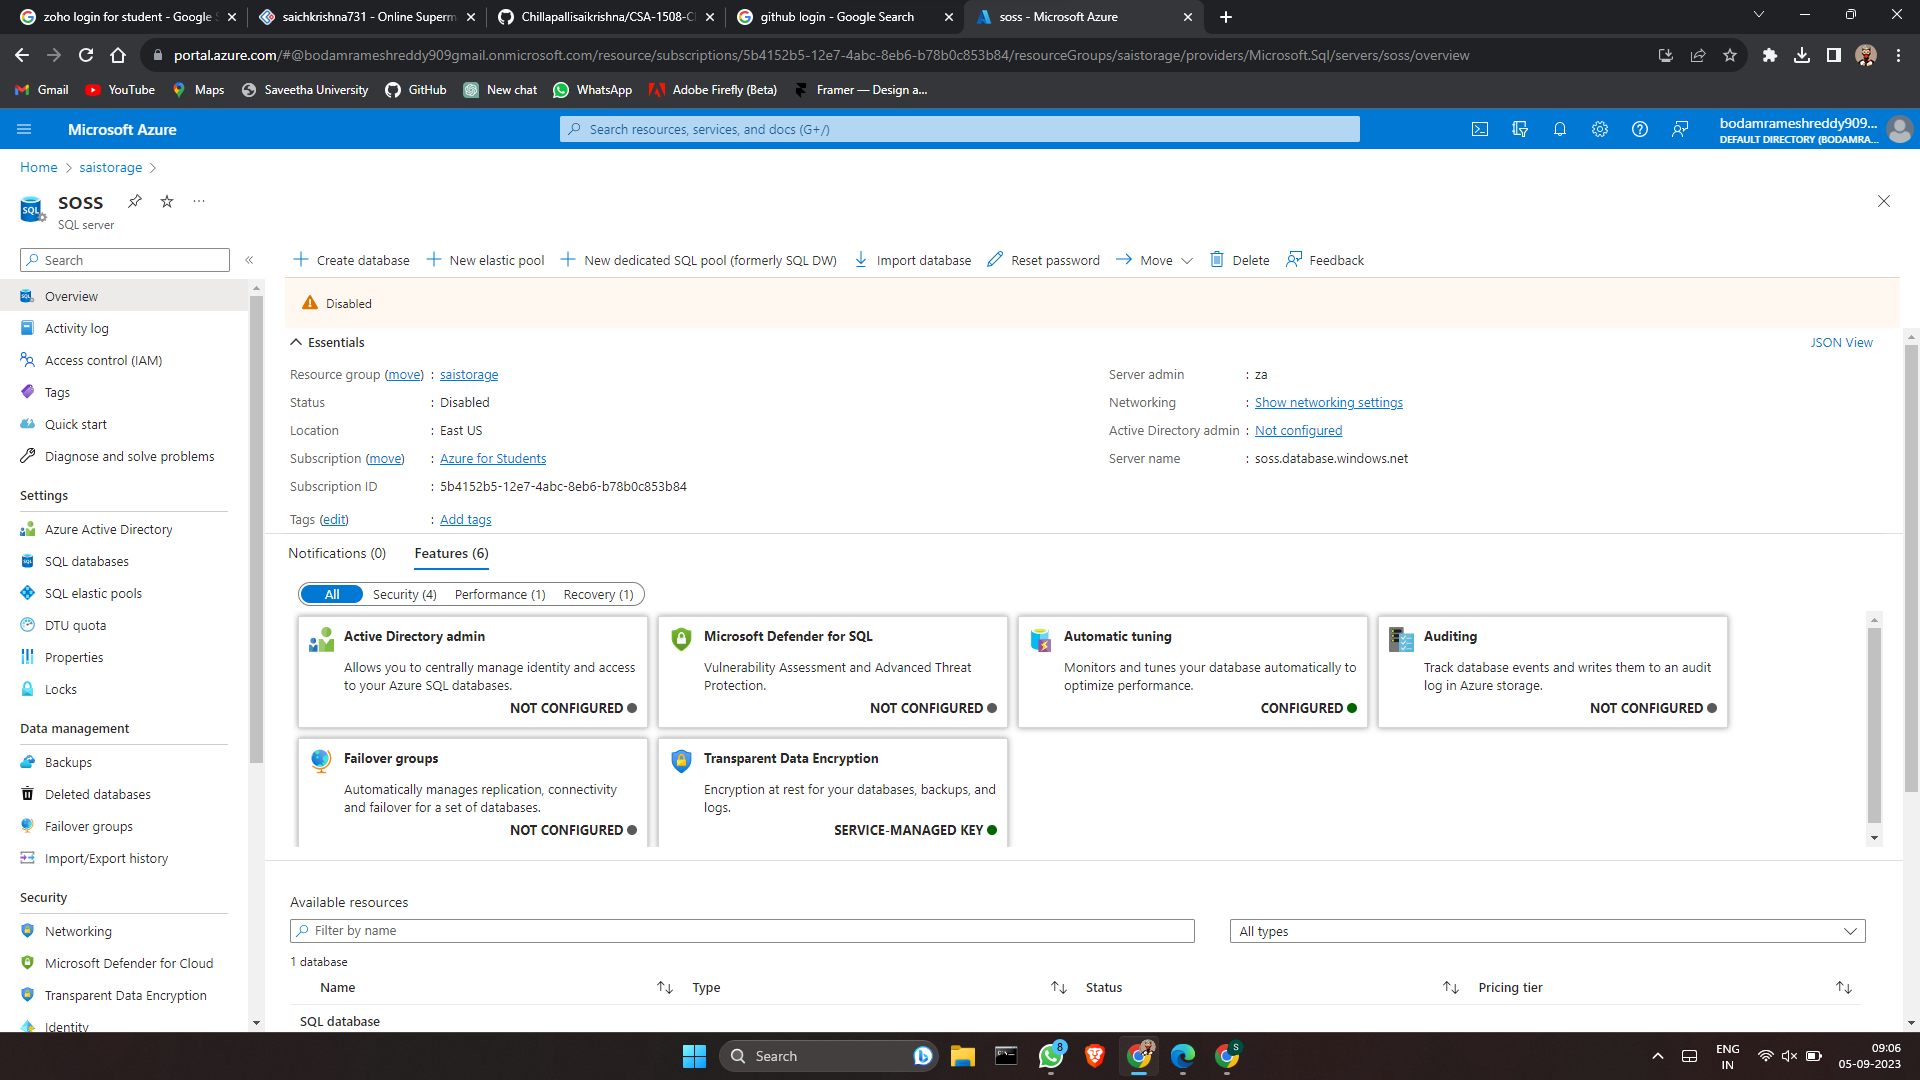 zoho login for student - Google S
saichkrishna731 - Online Superm
Chillapallisaikrishna/CSA-1508-C
github login - Google Search
soss - Microsoft Azure
portal.azure.com/#@bodamrameshreddy909gmail.onmicrosoft.com/resource/subscriptions/5b4152b5-12e7-4abc-8eb6-b78b0c853b84/resourceGroups/saistorage/providers/Microsoft.Sql/servers/soss/overview
Gmail YouTube Maps Saveetha University GitHub New chat WhatsApp Adobe Firefly (Beta) Framer — Design a...
Microsoft Azure
Search resources, services, and docs (G+/)
bodamrameshreddy909...
DEFAULT DIRECTORY (BODAMRA...
Home > saistorage >
SQL
soss
SQL server
Search
Create database New elastic pool New dedicated SQL pool (formerly SQL DW) Import database Reset password Move Delete Feedback
Disabled
Overview
Activity log
Access control (IAM)
Tags
Quick start
Diagnose and solve problems
Settings
Azure Active Directory
SQL databases
SQL elastic pools
DTU quota
Properties
Locks
Data management
Backups
Deleted databases
Failover groups
Import/Export history
Security
Networking
Microsoft Defender for Cloud
Transparent Data Encryption
Identity
Essentials
JSON View
Resource group (move) : saistorage
Status : Disabled
Location : East US
Subscription (move) : Azure for Students
Subscription ID : 5b4152b5-12e7-4abc-8eb6-b78b0c853b84
Tags (edit) : Add tags
Server admin : za
Networking : Show networking settings
Active Directory admin : Not configured
Server name : soss.database.windows.net
Notifications (0) Features (6)
All Security (4) Performance (1) Recovery (1)
Active Directory admin
Allows you to centrally manage identity and access
to your Azure SQL databases.
NOT CONFIGURED
Microsoft Defender for SQL
Vulnerability Assessment and Advanced Threat
Protection.
NOT CONFIGURED
Automatic tuning
Monitors and tunes your database automatically to
optimize performance.
CONFIGURED
Auditing
Track database events and writes them to an audit
log in Azure storage.
NOT CONFIGURED
Failover groups
Automatically manages replication, connectivity
and failover for a set of databases.
NOT CONFIGURED
Transparent Data Encryption
Encryption at rest for your databases, backups, and
logs.
SERVICE-MANAGED KEY
Available resources
Filter by name
All types
1 database
Name Type Status Pricing tier
SQL database
Search
8
S
ENG
IN
09:06
05-09-2023